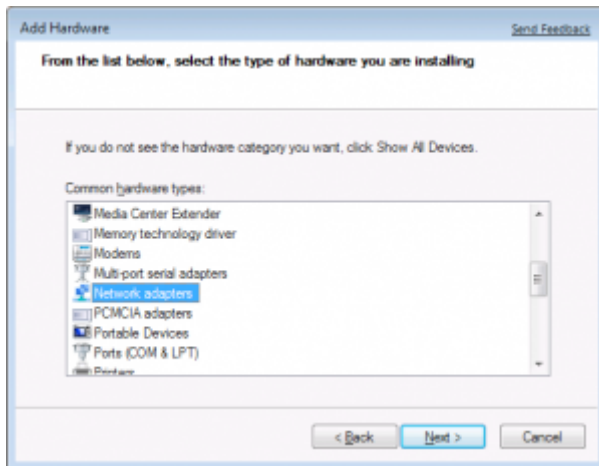 Add Hardware
Send Feedback
From the list below, select the type of hardware you are installing
If you do not see the hardware category you want, click Show All Devices.
Common hardware types:
Media Center Extender
Memory technology driver
Modems
Multi-port serial adapters
Network adapters
PCMCIA adapters
Portable Devices
Ports (COM & LPT)
Printers
< Back
Next >
Cancel